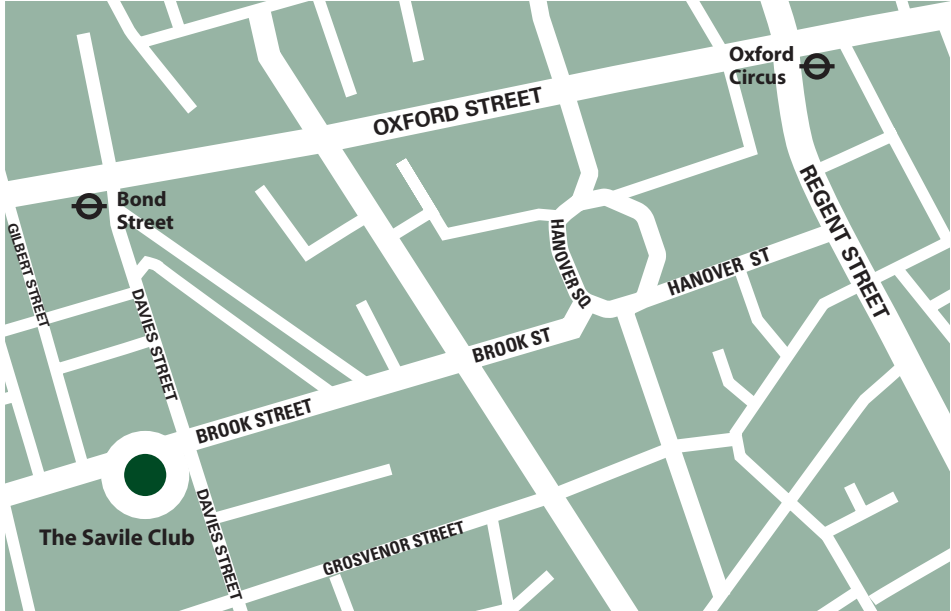 Oxford
Circus
OXFORD STREET
Bond
Street
REGENT STREET
GILBERT STREET
HANOVER SQ.
HANOVER ST
DAVIES STREET
BROOK ST
BROOK STREET
DAVIES STREET
The Savile Club
GROSVENOR STREET